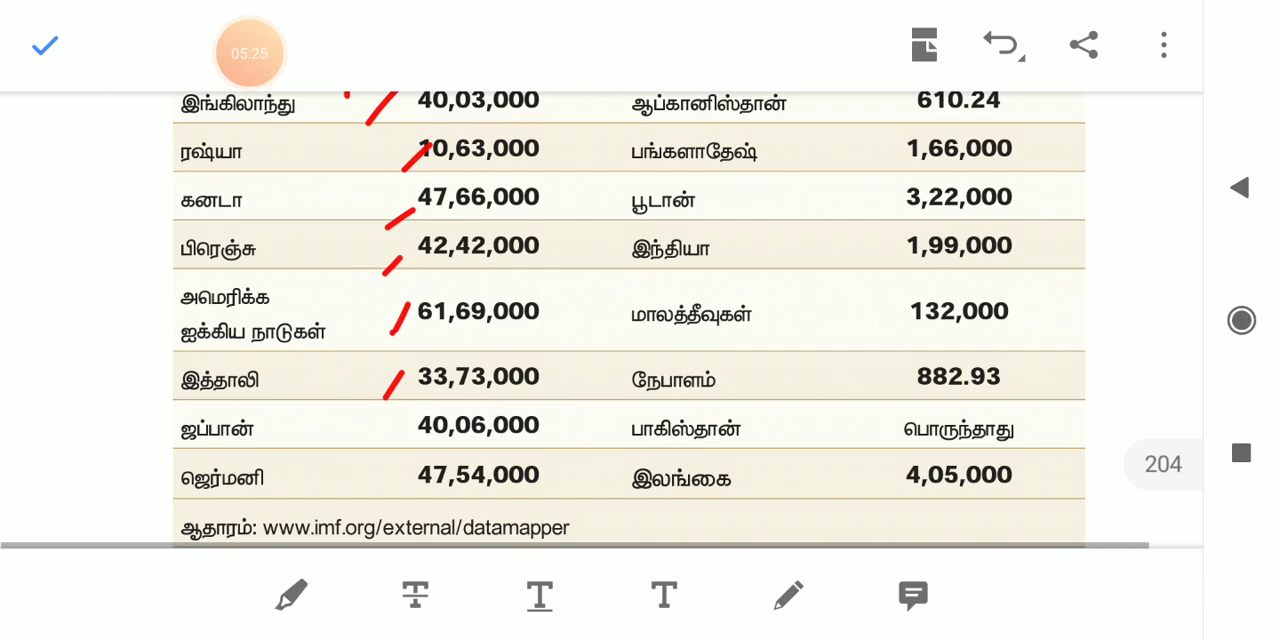 05:25
இங்கிலாந்து 40,03,000 ஆப்கானிஸ்தான் 610.24
ரஷ்யா 10,63,000 பங்களாதேஷ் 1,66,000
கனடா 47,66,000 பூடான் 3,22,000
பிரெஞ்சு 42,42,000 இந்தியா 1,99,000
அமெரிக்க
ஐக்கிய நாடுகள் 61,69,000 மாலத்தீவுகள் 132,000
இத்தாலி 33,73,000 நேபாளம் 882.93
ஜப்பான் 40,06,000 பாகிஸ்தான் பொருந்தாது
204
ஜெர்மனி 47,54,000 இலங்கை 4,05,000
ஆதாரம்: www.imf.org/external/datamapper